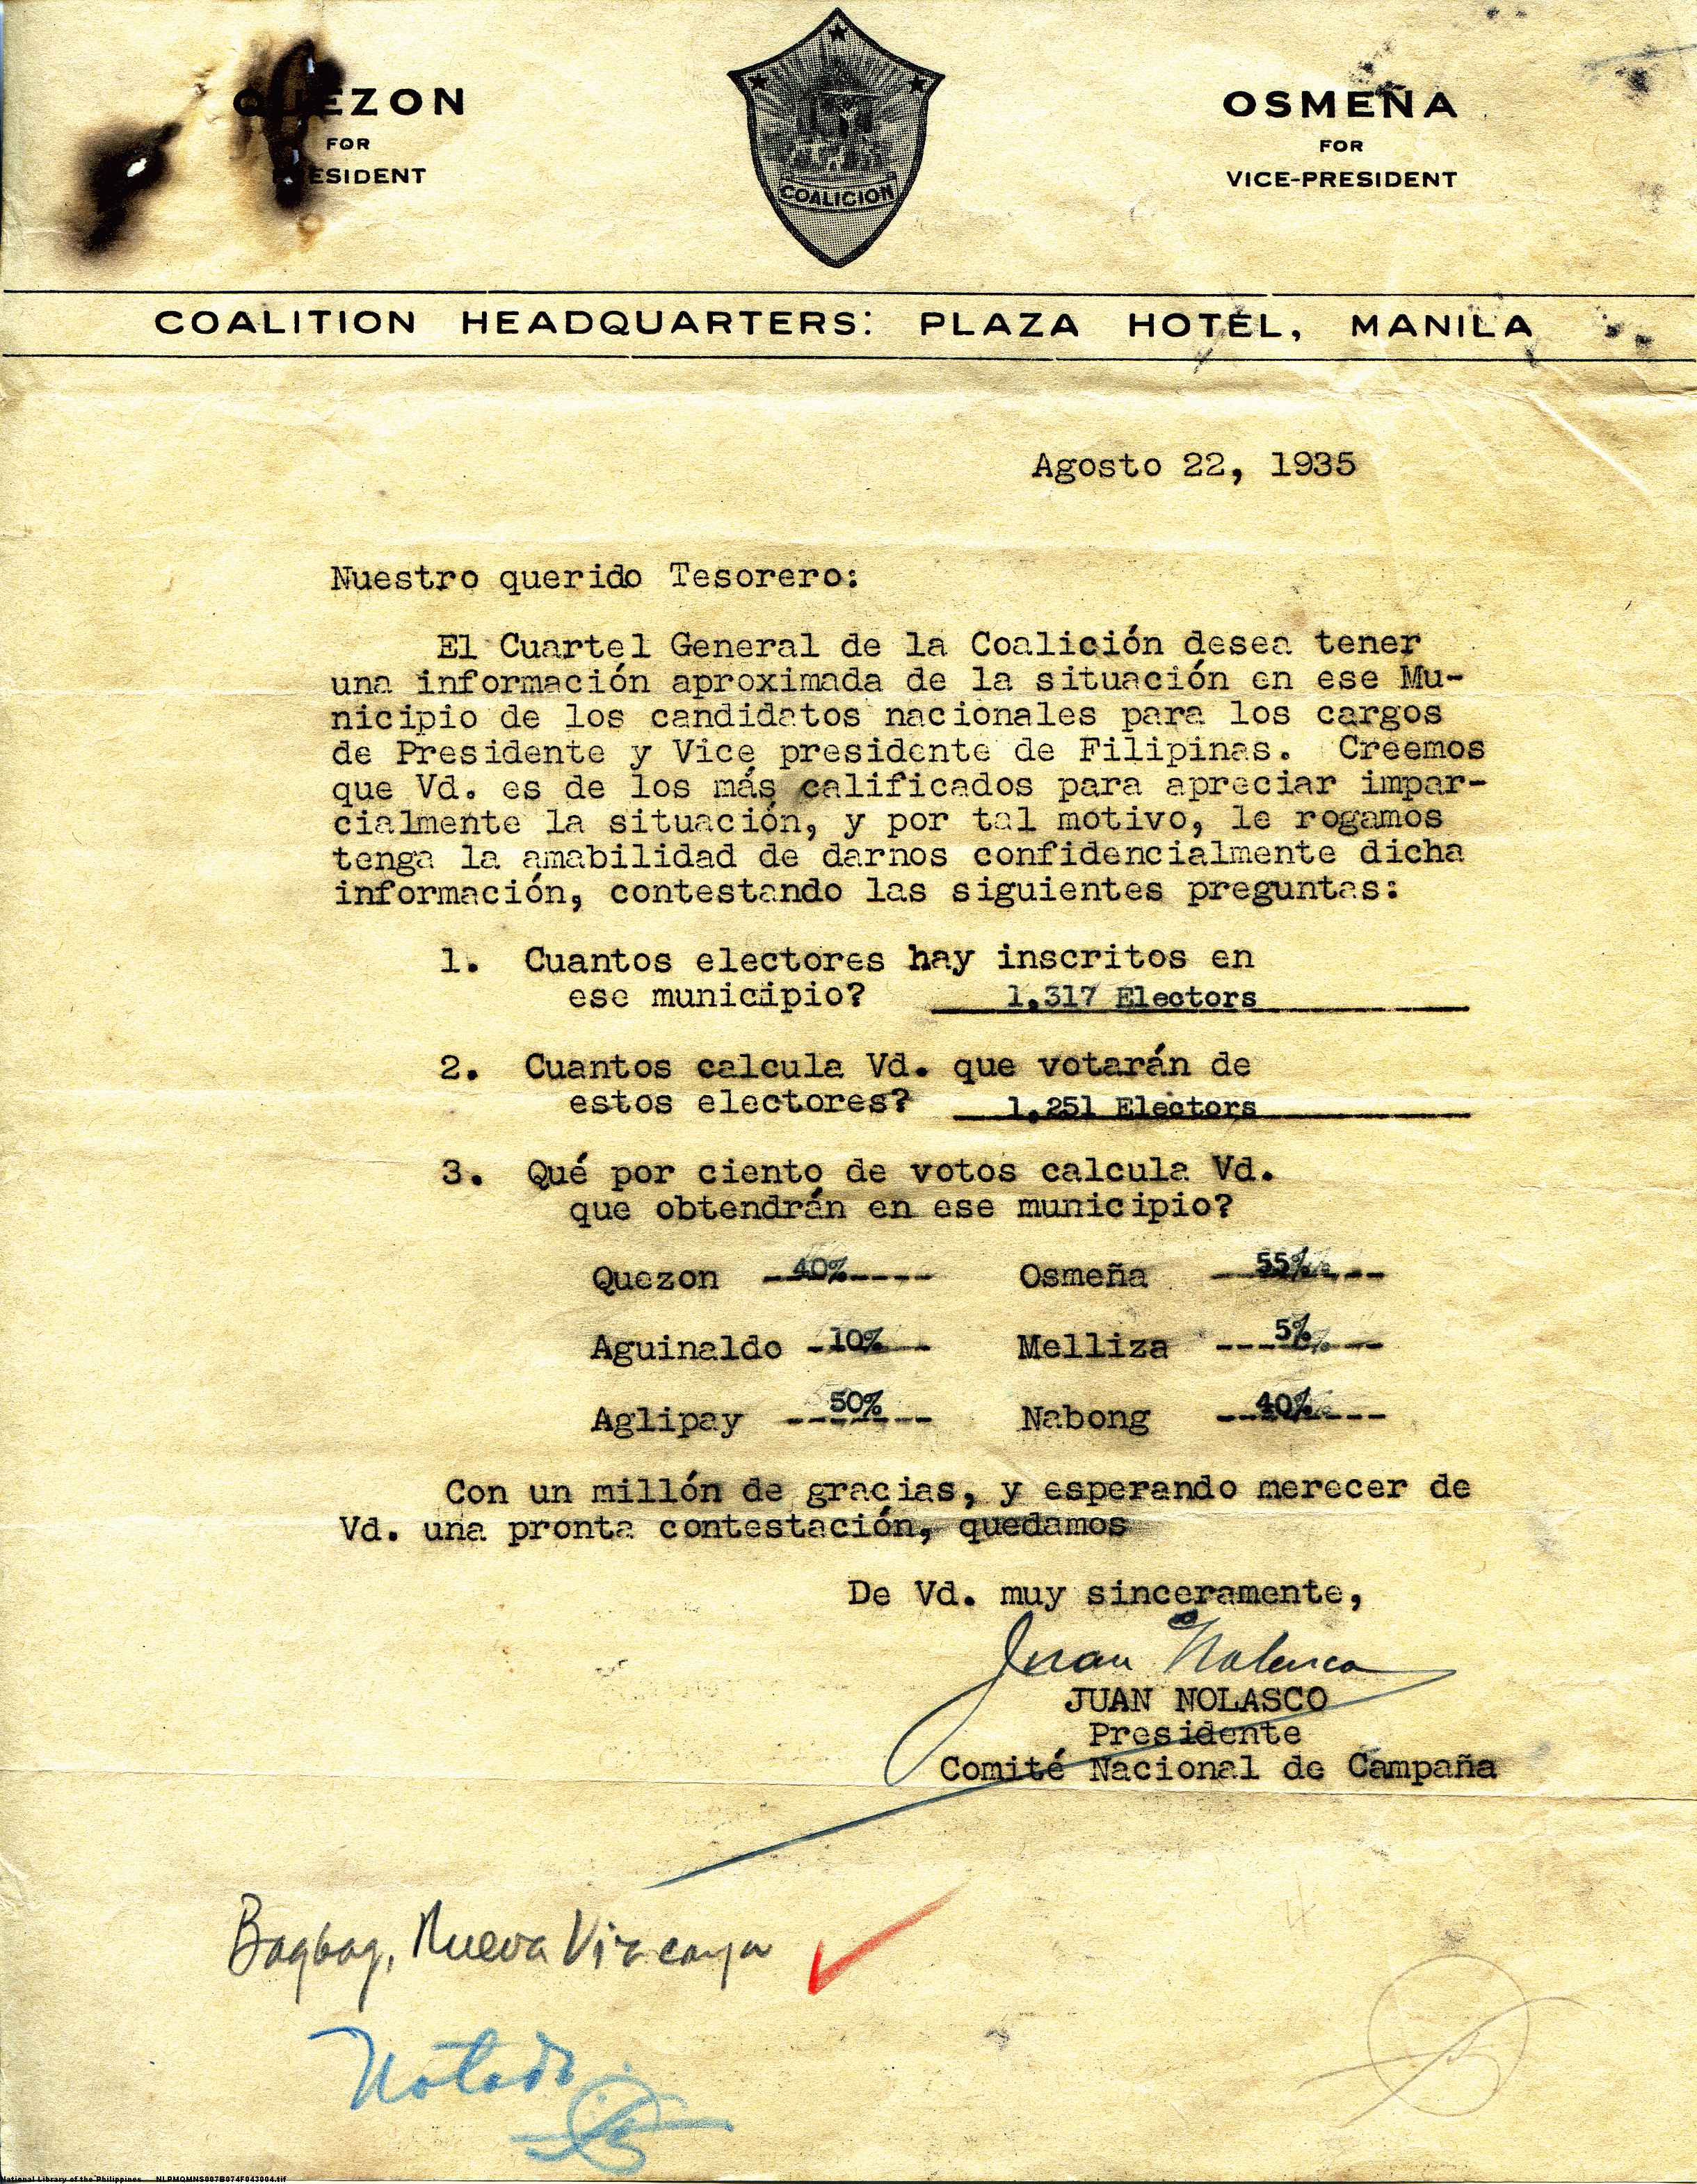 QUEZON
FOR
PRESIDENT
COALICION
OSMEÑA
FOR
VICE-PRESIDENT
COALITION HEADQUARTERS: PLAZA HOTEL, MANILA
Agosto 22, 1935
Nuestro querido Tesorero:
El Cuartel General de la Coalición desea tener
una información aproximada de la situación en ese Mu-
nicipio de los candidatos nacionales para los cargos
de Presidente y Vice presidente de Filipinas. Creemos
que Vd. es de los más calificados para apreciar impar-
cialmente la situación, y por tal motivo, le rogamos
tenga la amabilidad de darnos confidencialmente dicha
información, contestando las siguientes preguntas:
1. Cuantos electores hay inscritos en
ese municipio? 1,317 Electors
2. Cuantos calcula Vd. que votarán de
estos electores? 1,251 Electors
3. Qué por ciento de votos calcula Vd.
que obtendrán en ese municipio?
Quezon 40% Osmeña 55%
Aguinaldo 10% Melliza 5%
Aglipay 50% Nabong 40%
Con un millón de gracias, y esperando merecer de
Vd. una pronta contestación, quedamos
De Vd. muy sinceramente,
Juan Nolasco
JUAN NOLASCO
Presidente
Comité Nacional de Campaña
Bagbag, Nueva Vizcaya
Notado
National Library of the Philippines NLPMQMNS007B074F043004.tif